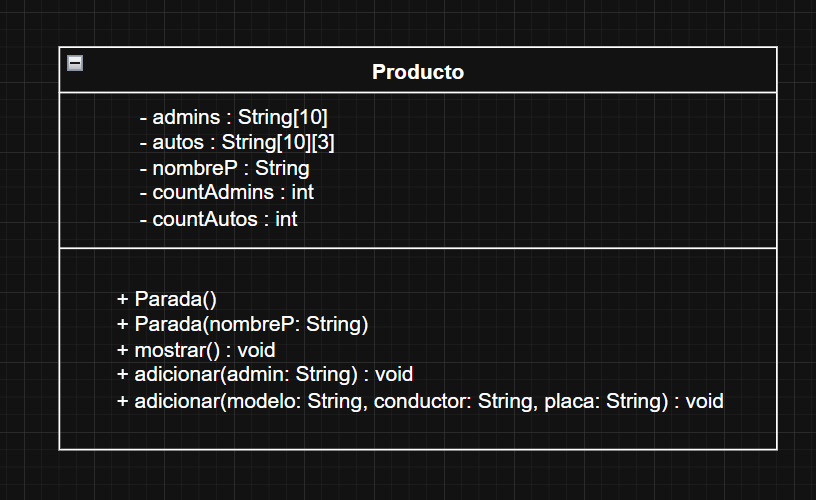 Producto
- admins : String[10]
- autos : String[10][3]
- nombreP : String
- countAdmins : int
- countAutos : int
+ Parada()
+ Parada(nombreP: String)
+ mostrar() : void
+ adicionar(admin: String) : void
+ adicionar(modelo: String, conductor: String, placa: String) : void